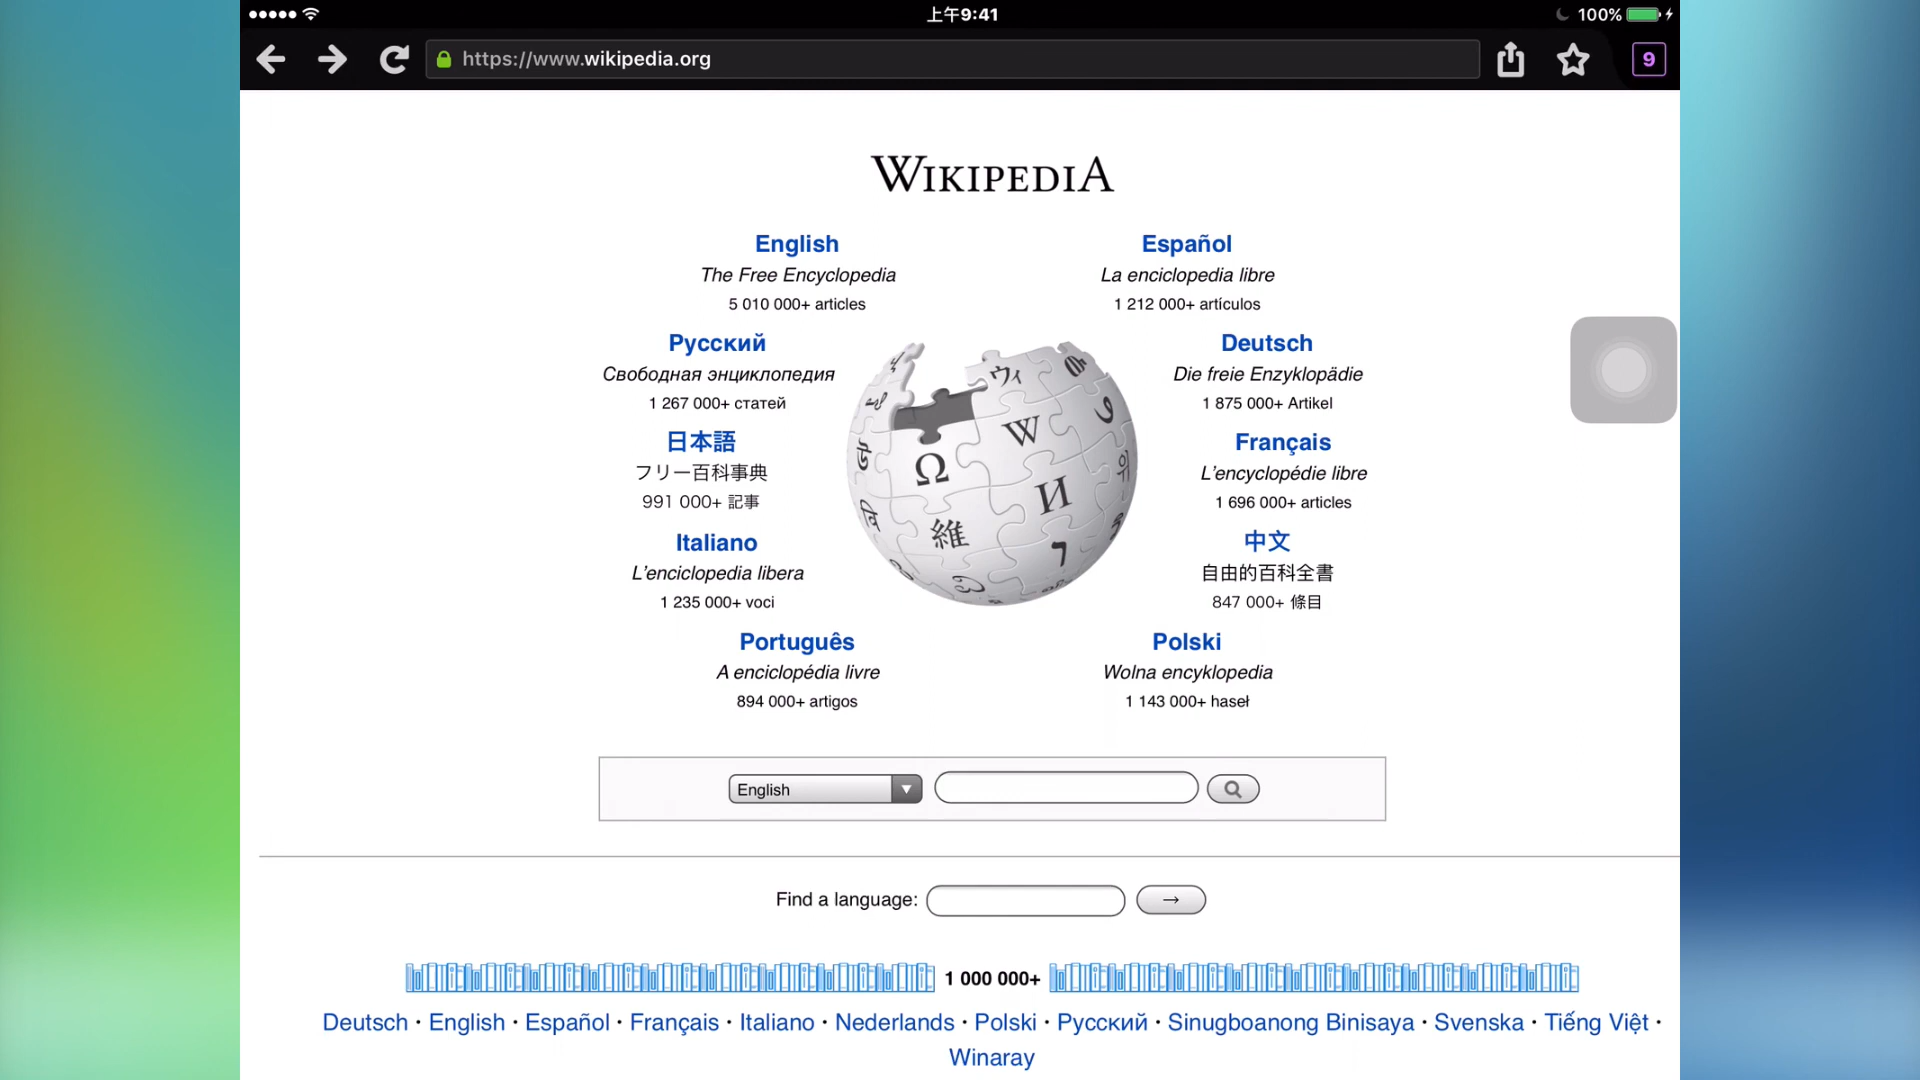 上午9:41
100%
https://www.wikipedia.org
9
WIKIPEDIA
English
The Free Encyclopedia
5 010 000+ articles
Español
La enciclopedia libre
1 212 000+ artículos
Русский
Свободная энциклопедия
1 267 000+ статей
Deutsch
Die freie Enzyklopädie
1 875 000+ Artikel
日本語
フリー百科事典
991 000+ 記事
Français
L’encyclopédie libre
1 696 000+ articles
Italiano
L’enciclopedia libera
1 235 000+ voci
中文
自由的百科全書
847 000+ 條目
Português
A enciclopédia livre
894 000+ artigos
Polski
Wolna encyklopedia
1 143 000+ haseł
ウィ
W
Ω
И
維
English
Find a language:
→
1 000 000+
Deutsch · English · Español · Français · Italiano · Nederlands · Polski · Русский · Sinugboanong Binisaya · Svenska · Tiếng Việt ·
Winaray